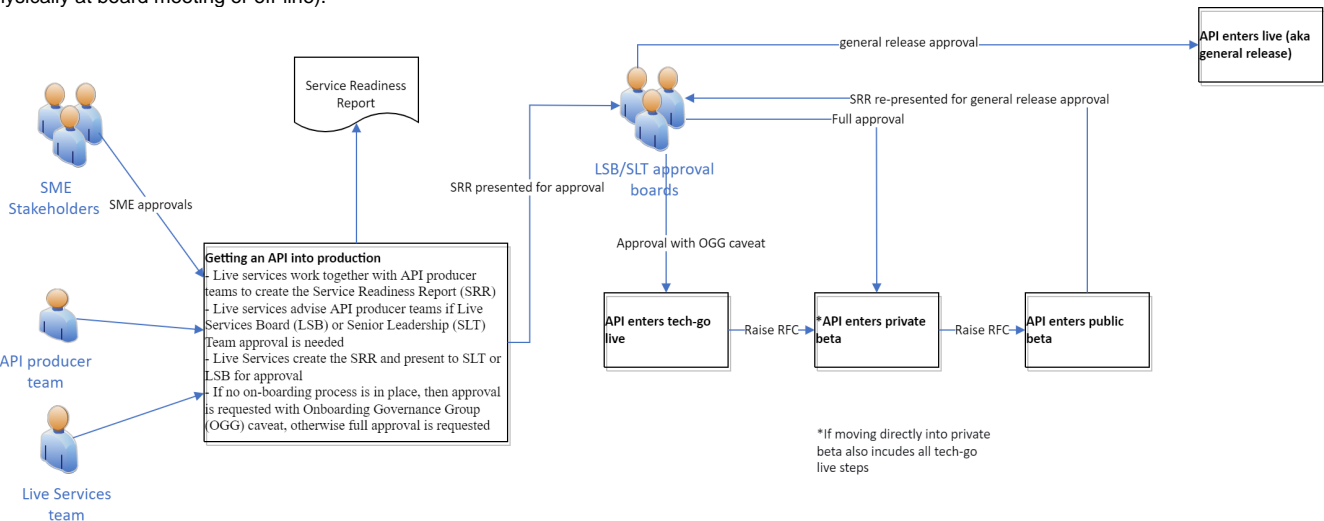 hysically at board meeting or off-line).
general release approval
API enters live (aka
general release)
Service Readiness
Report
SRR re-presented for general release approval
Full approval
LSB/SLT approval
boards
SRR presented for approval
SME
Stakeholders
SME approvals
Approval with OGG caveat
Getting an API into production
- Live services work together with API producer
teams to create the Service Readiness Report (SRR)
- Live services advise API producer teams if Live
Services Board (LSB) or Senior Leadership (SLT)
Team approval is needed
- Live Services create the SRR and present to SLT or
LSB for approval
- If no on-boarding process is in place, then approval
is requested with Onboarding Governance Group
(OGG) caveat, otherwise full approval is requested
API producer
team
Live Services
team
API enters tech-go
live
Raise RFC
*API enters private
beta
Raise RFC
API enters public
beta
*If moving directly into private
beta also incudes all tech-go
live steps